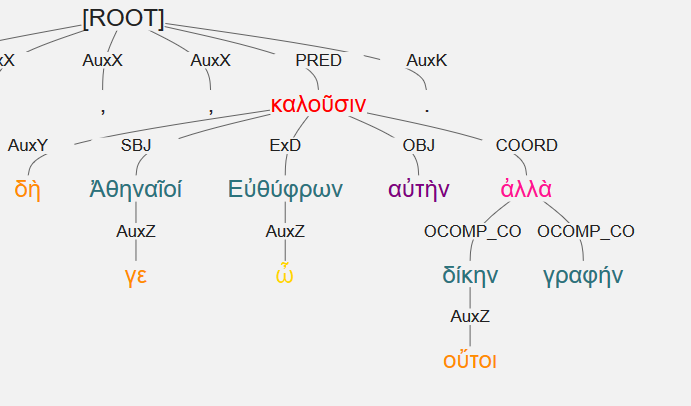 [ROOT]
xX AuxX AuxX PRED AuxK
, , καλοῦσιν .
AuxY SBJ ExD OBJ COORD
δὴ Ἀθηναῖοί Εὐθύφρων αὐτὴν ἀλλὰ
AuxZ AuxZ OCOMP_CO OCOMP_CO
γε ὦ δίκην γραφήν
AuxZ
οὔτοι